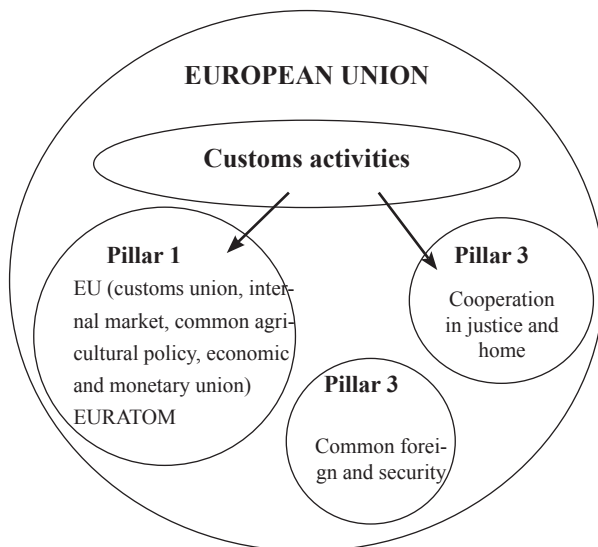 EUROPEAN UNION
Customs activities
Pillar 1
EU (customs union, inter-
nal market, common agri-
cultural policy, economic
and monetary union)
EURATOM
Pillar 3
Cooperation
in justice and
home
Pillar 3
Common forei-
gn and security